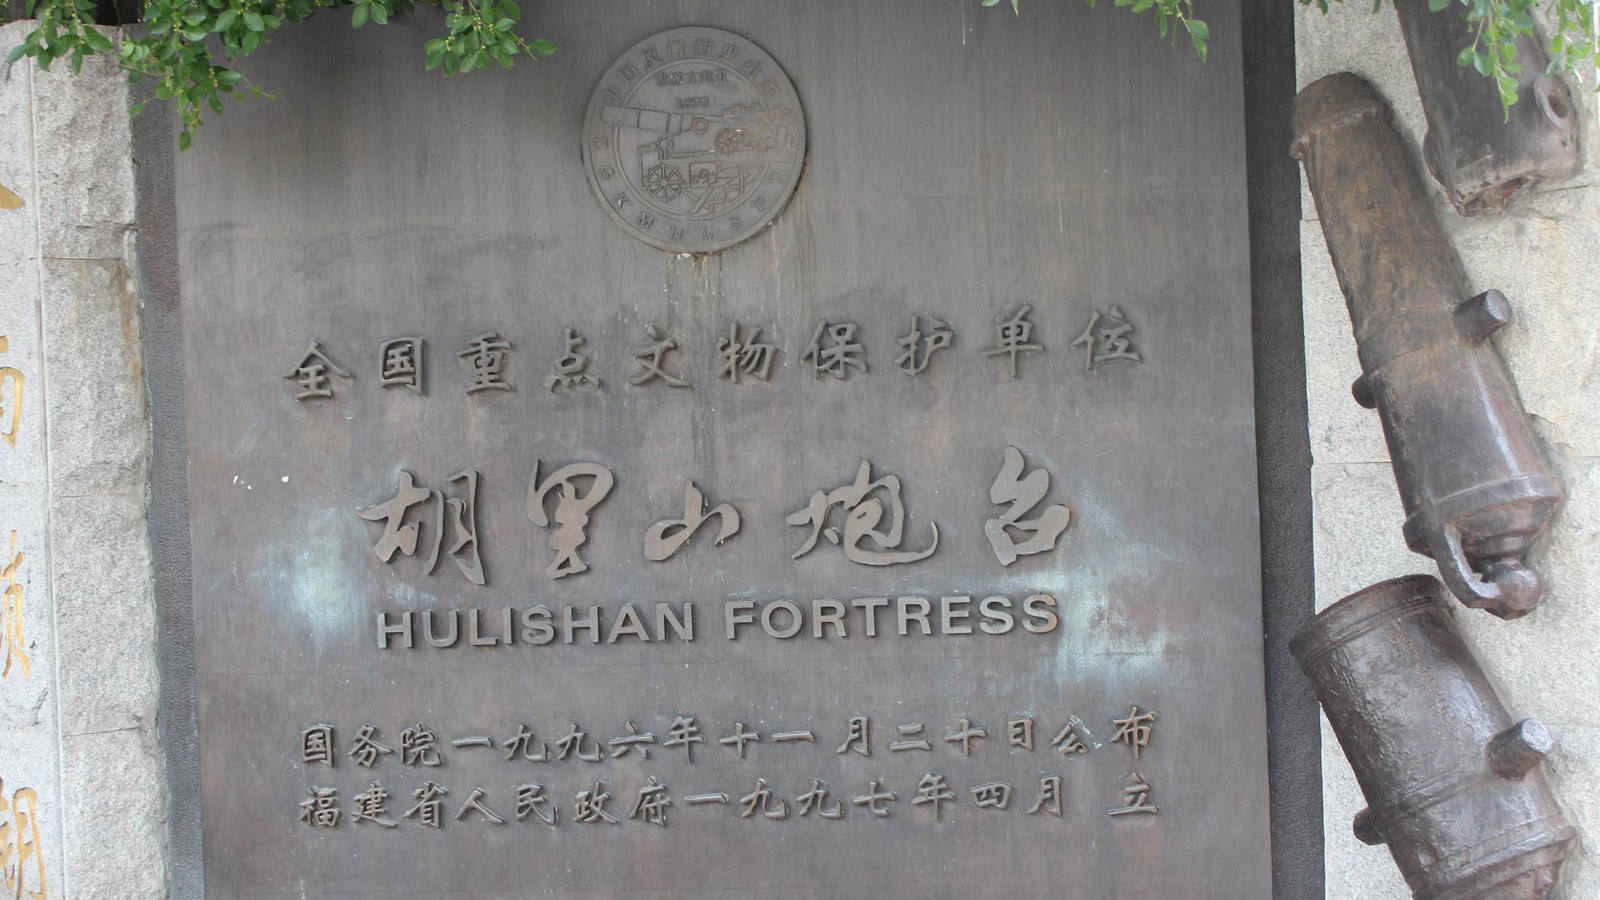 全国重点文物保护单位
胡里山炮台
HULISHAN FORTRESS
国务院一九九六年十一月二十日公布
福建省人民政府一九九七年四月 立